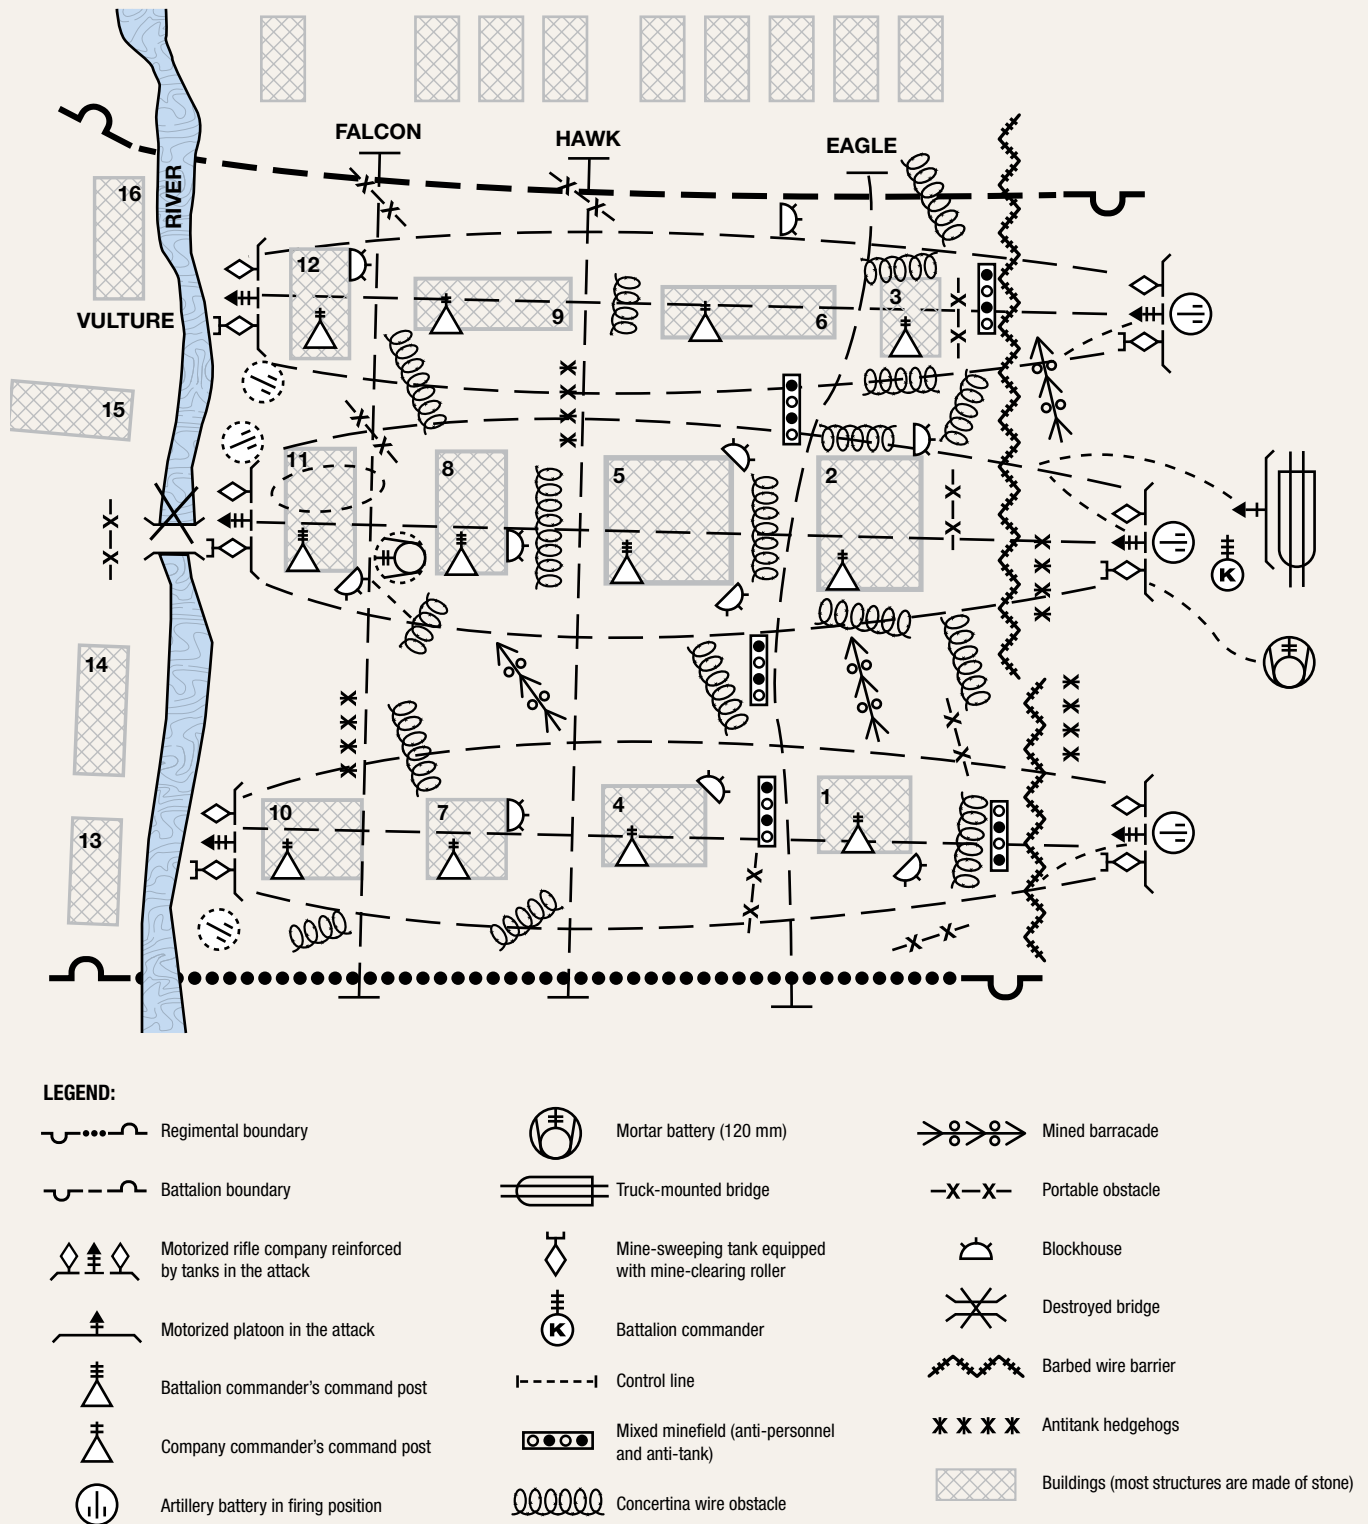 FALCON
HAWK
EAGLE
RIVER
16
12
3
9
6
VULTURE
15
11
8
5
2
K
14
13
10
7
4
1
LEGEND:
Regimental boundary
Battalion boundary
Motorized rifle company reinforced
by tanks in the attack
Motorized platoon in the attack
Battalion commander's command post
Company commander's command post
Artillery battery in firing position
Mortar battery (120 mm)
Truck-mounted bridge
Mine-sweeping tank equipped
with mine-clearing roller
K
Battalion commander
Control line
Mixed minefield (anti-personnel
and anti-tank)
Concertina wire obstacle
Mined barracade
Portable obstacle
Blockhouse
Destroyed bridge
Barbed wire barrier
Antitank hedgehogs
Buildings (most structures are made of stone)